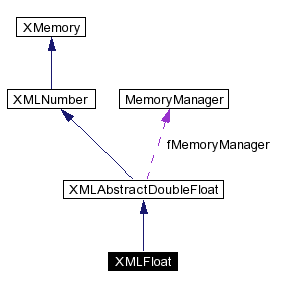 XMemory
XMLNumber
MemoryManager
fMemoryManager
XMLAbstractDoubleFloat
XMLFloat